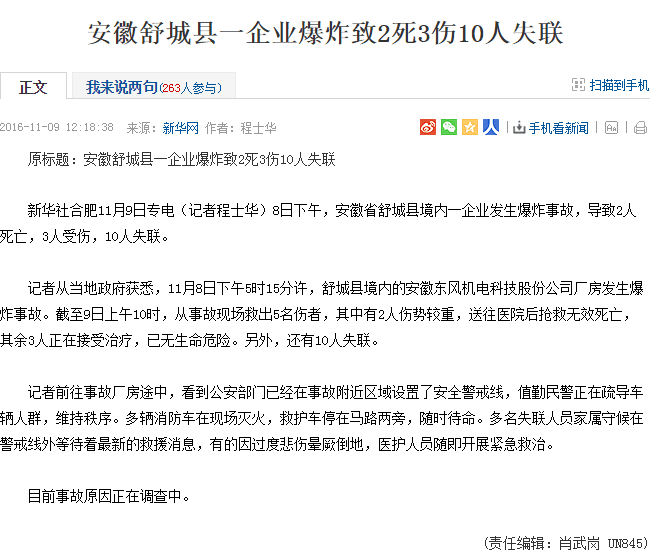 安徽舒城县一企业爆炸致2死3伤10人失联
正文 我来说两句(263人参与) 扫描到手机
2016-11-09 12:18:38 来源：新华网 作者：程士华 手机看新闻
原标题：安徽舒城县一企业爆炸致2死3伤10人失联
新华社合肥11月9日专电（记者程士华）8日下午，安徽省舒城县境内一企业发生爆炸事故，导致2人
死亡，3人受伤，10人失联。
记者从当地政府获悉，11月8日下午5时15分许，舒城县境内的安徽东风机电科技股份公司厂房发生爆
炸事故。截至9日上午10时，从事故现场救出5名伤者，其中有2人伤势较重，送往医院后抢救无效死亡，
其余3人正在接受治疗，已无生命危险。另外，还有10人失联。
记者前往事故厂房途中，看到公安部门已经在事故附近区域设置了安全警戒线，值勤民警正在疏导车
辆人群，维持秩序。多辆消防车在现场灭火，救护车停在马路两旁，随时待命。多名失联人员家属守候在
警戒线外等待着最新的救援消息，有的因过度悲伤晕厥倒地，医护人员随即开展紧急救治。
目前事故原因正在调查中。
(责任编辑：肖武岗 UN845)